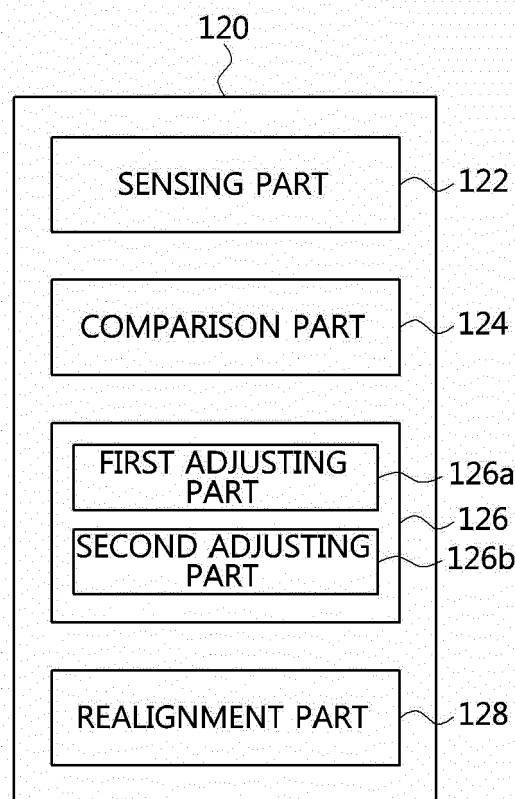 120
SENSING PART
122
COMPARISON PART
124
FIRST ADJUSTING
PART
126a
126
SECOND ADJUSTING
PART
126b
REALIGNMENT PART
128